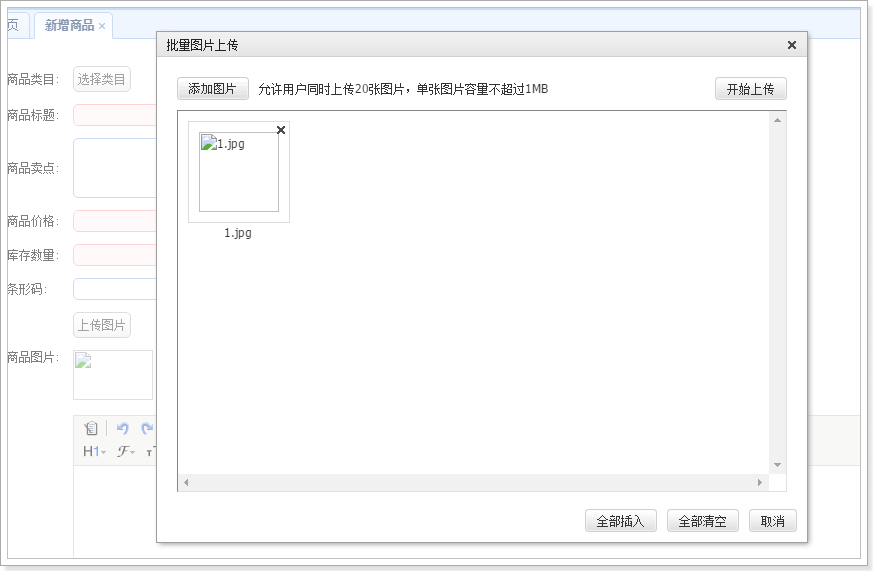 页
新增商品
批量图片上传
商品类目:
选择类目
添加图片
允许用户同时上传20张图片，单张图片容量不超过1MB
开始上传
商品标题:
1.jpg
商品卖点:
商品价格:
1.jpg
库存数量:
条形码:
上传图片
商品图片:
H1
全部插入
全部清空
取消